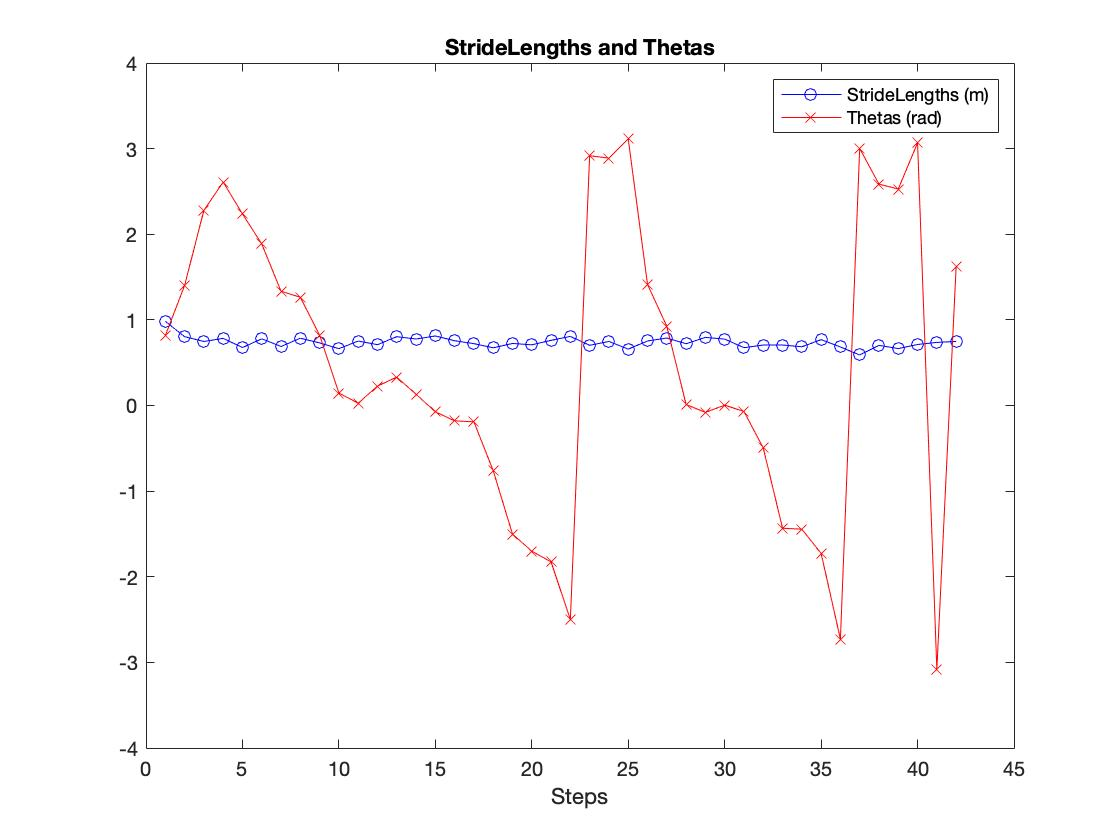 StrideLengths and Thetas
StrideLengths (m)
Thetas (rad)
4
3
2
1
0
-1
-2
-3
-4
0 5 10 15 20 25 30 35 40 45
Steps